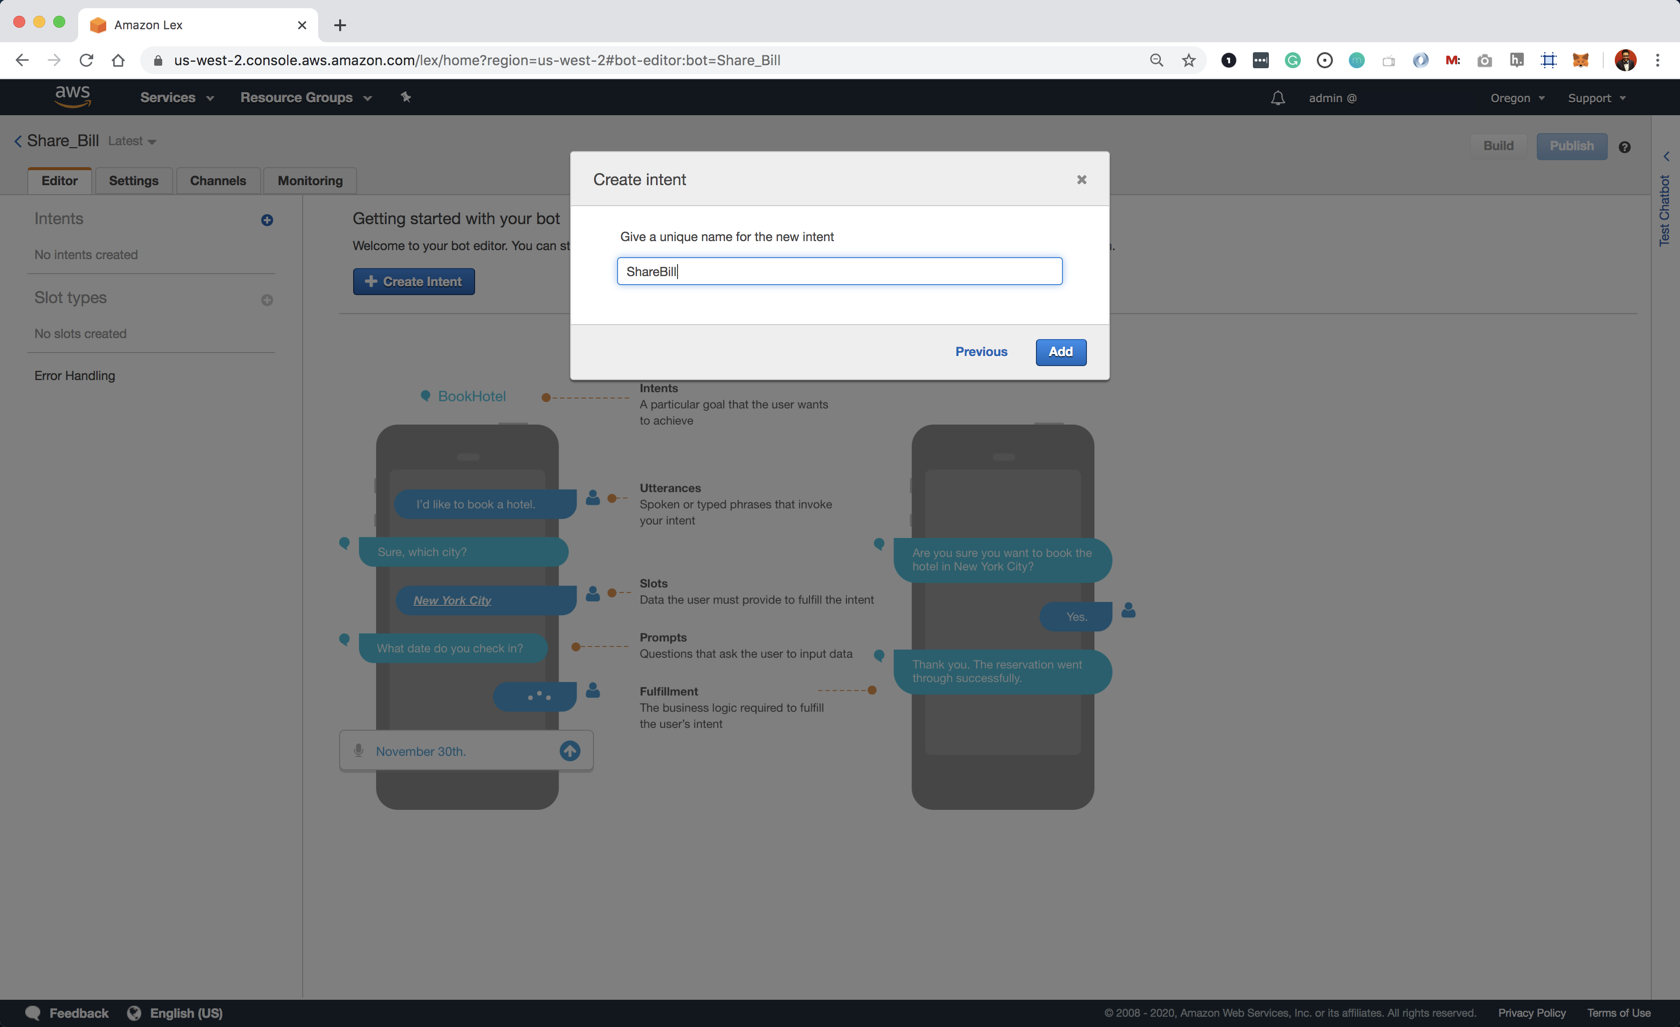 Amazon Lex
us-west-2.console.aws.amazon.com/lex/home?region=us-west-2#bot-editor:bot=Share_Bill
aws
Services
Resource Groups
admin @
Oregon
Support
Share_Bill
Latest
Build
Publish
Editor
Settings
Channels
Monitoring
Test Chatbot
Intents
No intents created
Slot types
No slots created
Error Handling
Getting started with your bot
Welcome to your bot editor. You can st
Create Intent
Create intent
Give a unique name for the new intent
ShareBill
Previous
Add
BookHotel
Intents
A particular goal that the user wants
to achieve
I'd like to book a hotel.
Utterances
Spoken or typed phrases that invoke
your intent
Sure, which city?
New York City
Slots
Data the user must provide to fulfill the intent
What date do you check in?
Prompts
Questions that ask the user to input data
Fulfillment
The business logic required to fulfill
the user's intent
November 30th.
Are you sure you want to book the
hotel in New York City?
Yes.
Thank you. The reservation went
through successfully.
Feedback
English (US)
© 2008 - 2020, Amazon Web Services, Inc. or its affiliates. All rights reserved.
Privacy Policy
Terms of Use